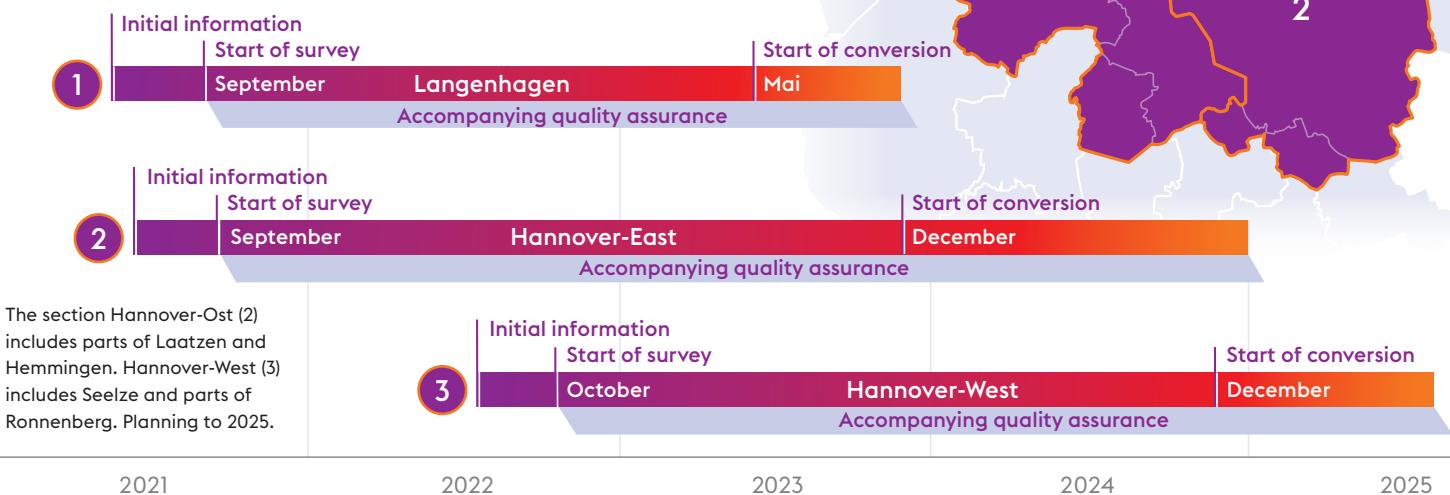 2
Initial information
Start of survey
Start of conversion
1
September
Langenhagen
Mai
Accompanying quality assurance
Initial information
Start of survey
Start of conversion
2
September
Hannover-East
December
Accompanying quality assurance
The section Hannover-Ost (2)
includes parts of Laatzen and
Hemmingen. Hannover-West (3)
includes Seelze and parts of
Ronnenberg. Planning to 2025.
Initial information
Start of survey
Start of conversion
3
October
Hannover-West
December
Accompanying quality assurance
2021
2022
2023
2024
2025